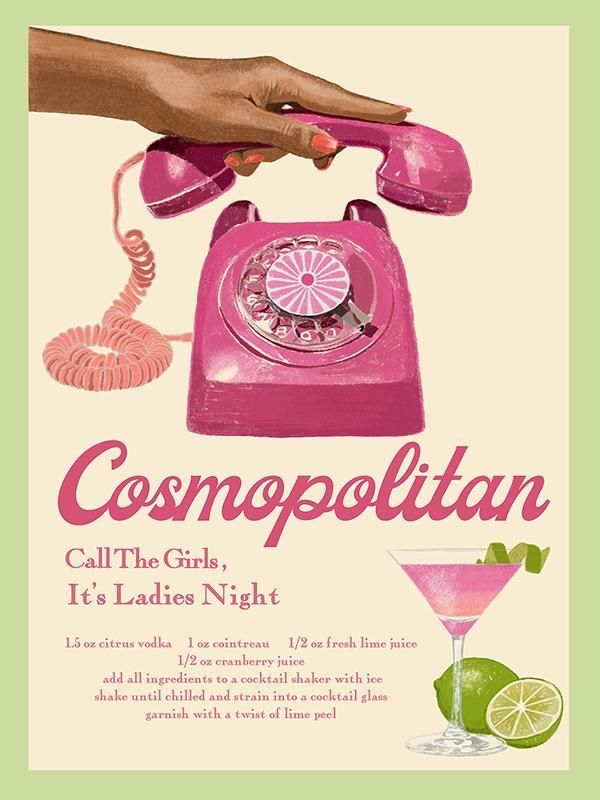 Cosmopolitan
Call The Girls,
It's Ladies Night
1.5 oz citrus vodka 1 oz cointreau 1/2 oz fresh lime juice
1/2 oz cranberry juice
add all ingredients to a cocktail shaker with ice
shake until chilled and strain into a cocktail glass
garnish with a twist of lime peel